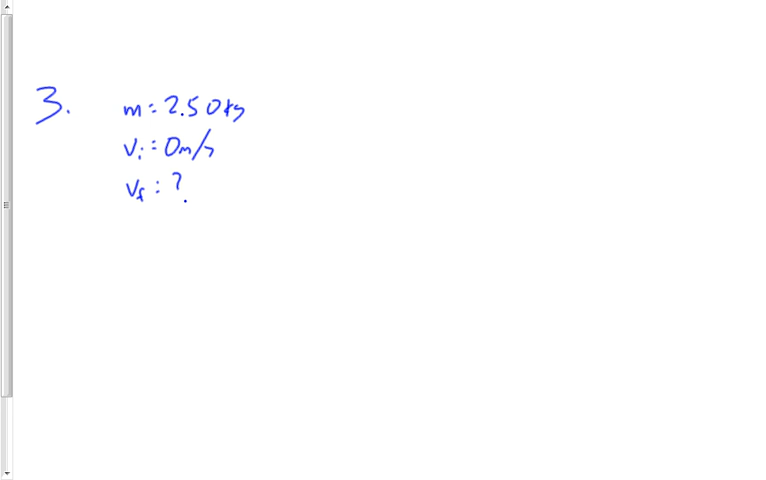 3. m = 2.50 kg
vi = 0 m/s
vf = ?